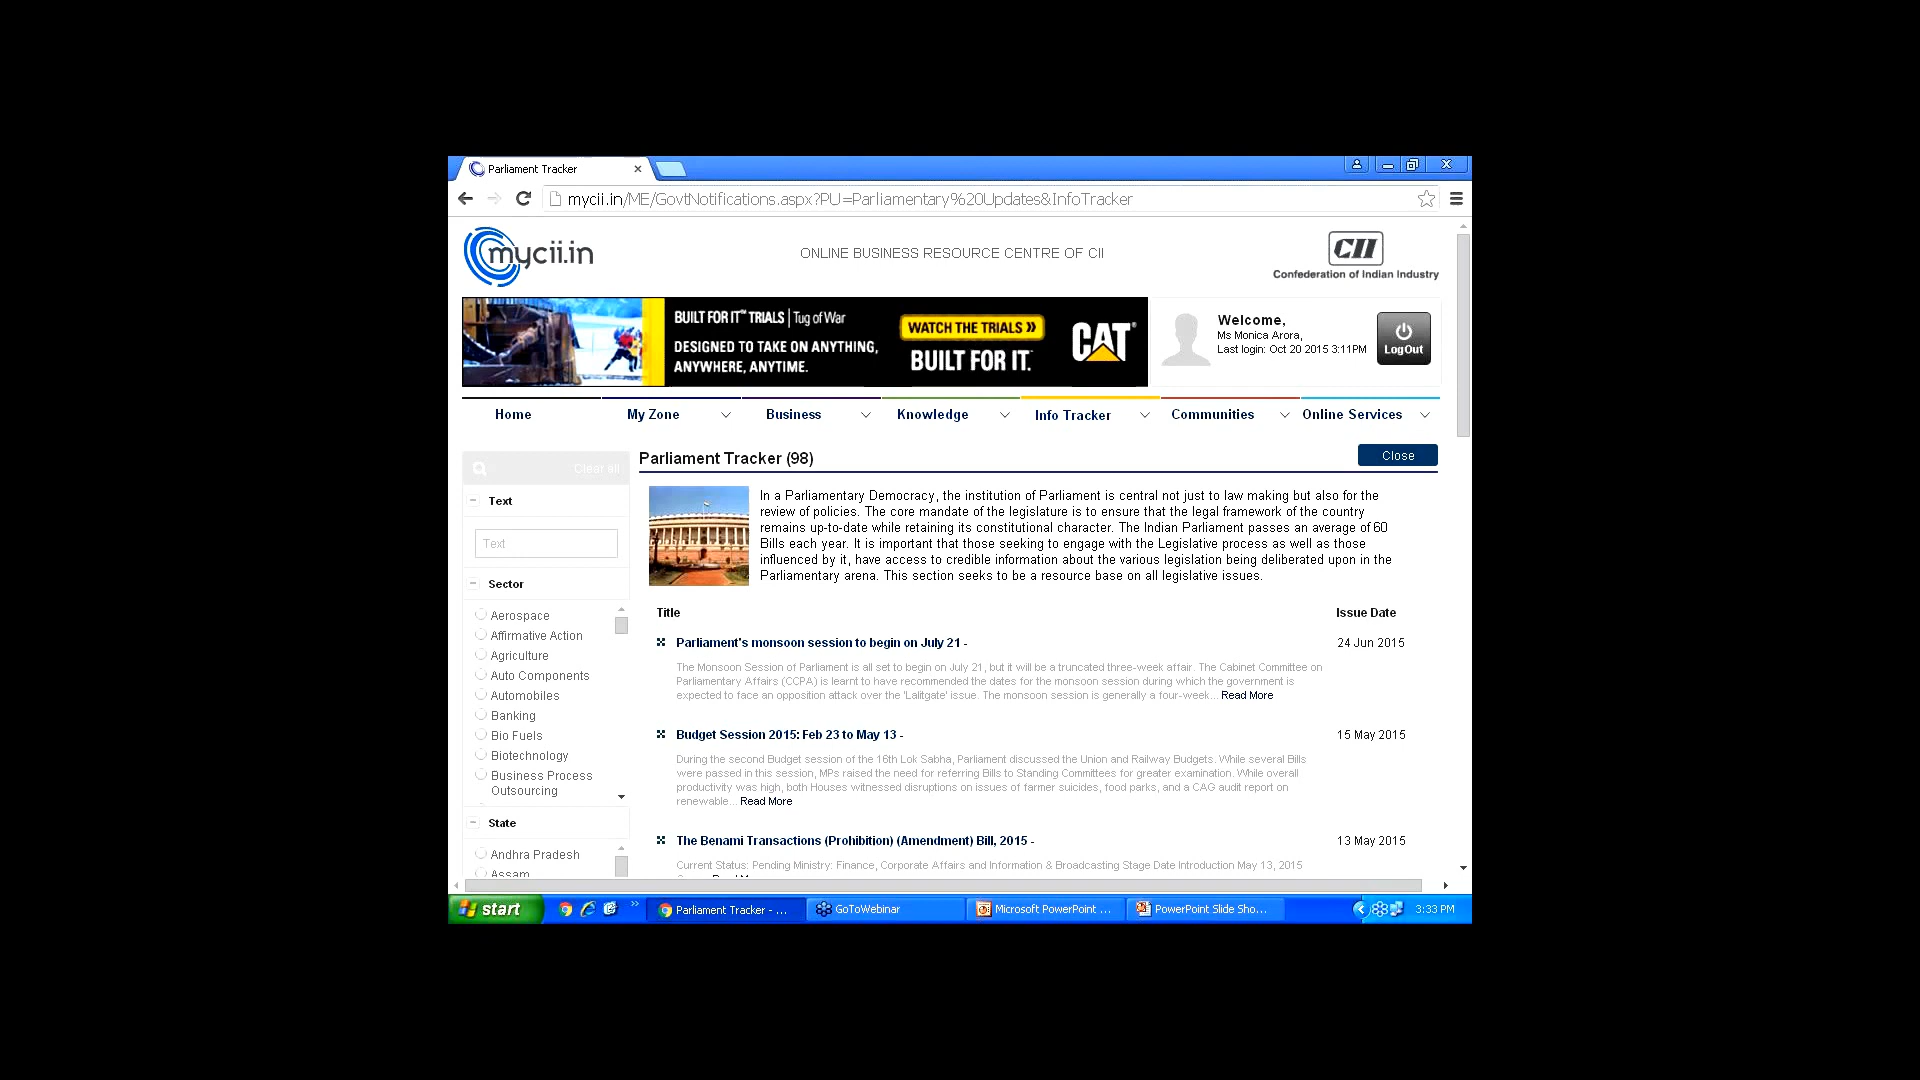 Parliament Tracker
mycii.in/ME/GovtNotifications.aspx?PU=Parliamentary%20Updates&InfoTracker
mycii.in
ONLINE BUSINESS RESOURCE CENTRE OF CII
CII
Confederation of Indian Industry
BUILT FOR IT™ TRIALS | Tug of War
DESIGNED TO TAKE ON ANYTHING,
ANYWHERE, ANYTIME.
WATCH THE TRIALS »
BUILT FOR IT.
CAT
Welcome,
Ms Monica Arora,
Last login: Oct 20 2015 3:11PM
LogOut
Home
My Zone
Business
Knowledge
Info Tracker
Communities
Online Services
Clear all
Text
Text
Sector
Aerospace
Affirmative Action
Agriculture
Auto Components
Automobiles
Banking
Bio Fuels
Biotechnology
Business Process
Outsourcing
State
Andhra Pradesh
Assam
Parliament Tracker (98)
Close
In a Parliamentary Democracy, the institution of Parliament is central not just to law making but also for the
review of policies. The core mandate of the legislature is to ensure that the legal framework of the country
remains up-to-date while retaining its constitutional character. The Indian Parliament passes an average of 60
Bills each year. It is important that those seeking to engage with the Legislative process as well as those
influenced by it, have access to credible information about the various legislation being deliberated upon in the
Parliamentary arena. This section seeks to be a resource base on all legislative issues.
Title
Issue Date
Parliament's monsoon session to begin on July 21 -
24 Jun 2015
The Monsoon Session of Parliament is all set to begin on July 21, but it will be a truncated three-week affair. The Cabinet Committee on
Parliamentary Affairs (CCPA) is learnt to have recommended the dates for the monsoon session during which the government is
expected to face an opposition attack over the 'Lalitgate' issue. The monsoon session is generally a four-week... Read More
Budget Session 2015: Feb 23 to May 13 -
15 May 2015
During the second Budget session of the 16th Lok Sabha, Parliament discussed the Union and Railway Budgets. While several Bills
were passed in this session, MPs raised the need for referring Bills to Standing Committees for greater examination. While overall
productivity was high, both Houses witnessed disruptions on issues of farmer suicides, food parks, and a CAG audit report on
renewable... Read More
The Benami Transactions (Prohibition) (Amendment) Bill, 2015 -
13 May 2015
Current Status: Pending Ministry: Finance, Corporate Affairs and Information & Broadcasting Stage Date Introduction May 13, 2015
start
Parliament Tracker - ...
GoToWebinar
Microsoft PowerPoint ...
PowerPoint Slide Sho...
3:33 PM